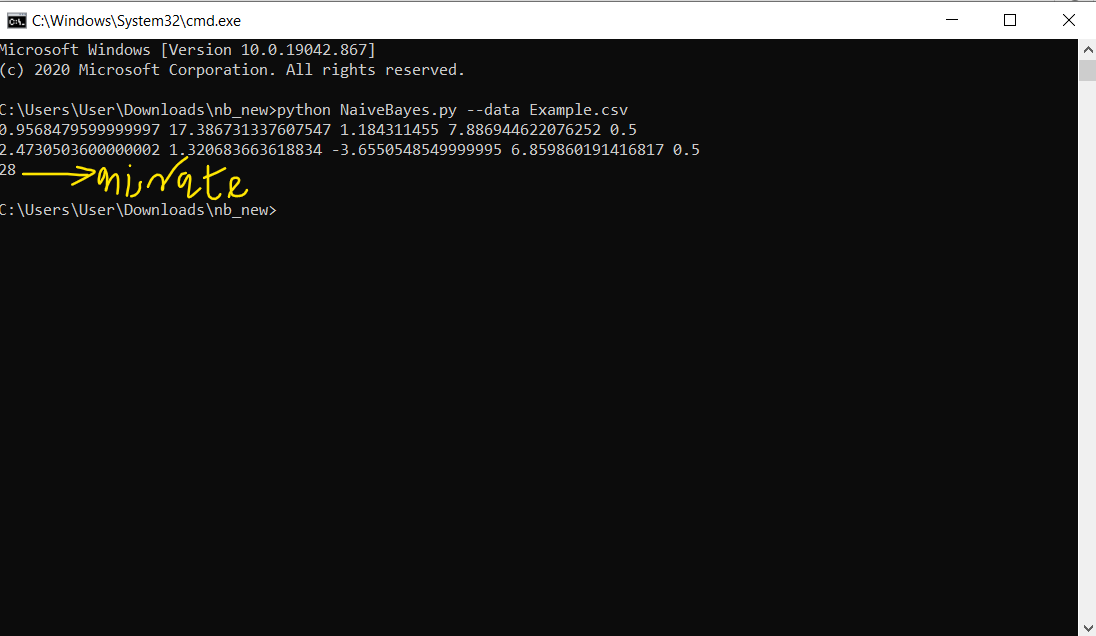 C:\Windows\System32\cmd.exe
Microsoft Windows [Version 10.0.19042.867]
(c) 2020 Microsoft Corporation. All rights reserved.
C:\Users\User\Downloads\nb_new>python NaiveBayes.py --data Example.csv
0.9568479599999997 17.386731337607547 1.184311455 7.886944622076252 0.5
2.4730503600000002 1.320683663618834 -3.6550548549999995 6.859860191416817 0.5
28
C:\Users\User\Downloads\nb_new>